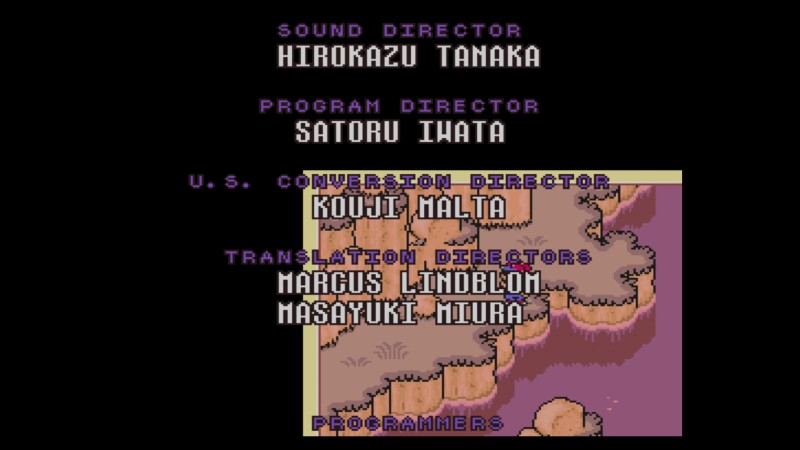 SOUND DIRECTOR
HIROKAZU TANAKA
PROGRAM DIRECTOR
SATORU IWATA
U.S. CONVERSION DIRECTOR
KOUJI MALTA
TRANSLATION DIRECTORS
MARCUS LINDBLOM
MASAYUKI MIURA
PROGRAMMERS